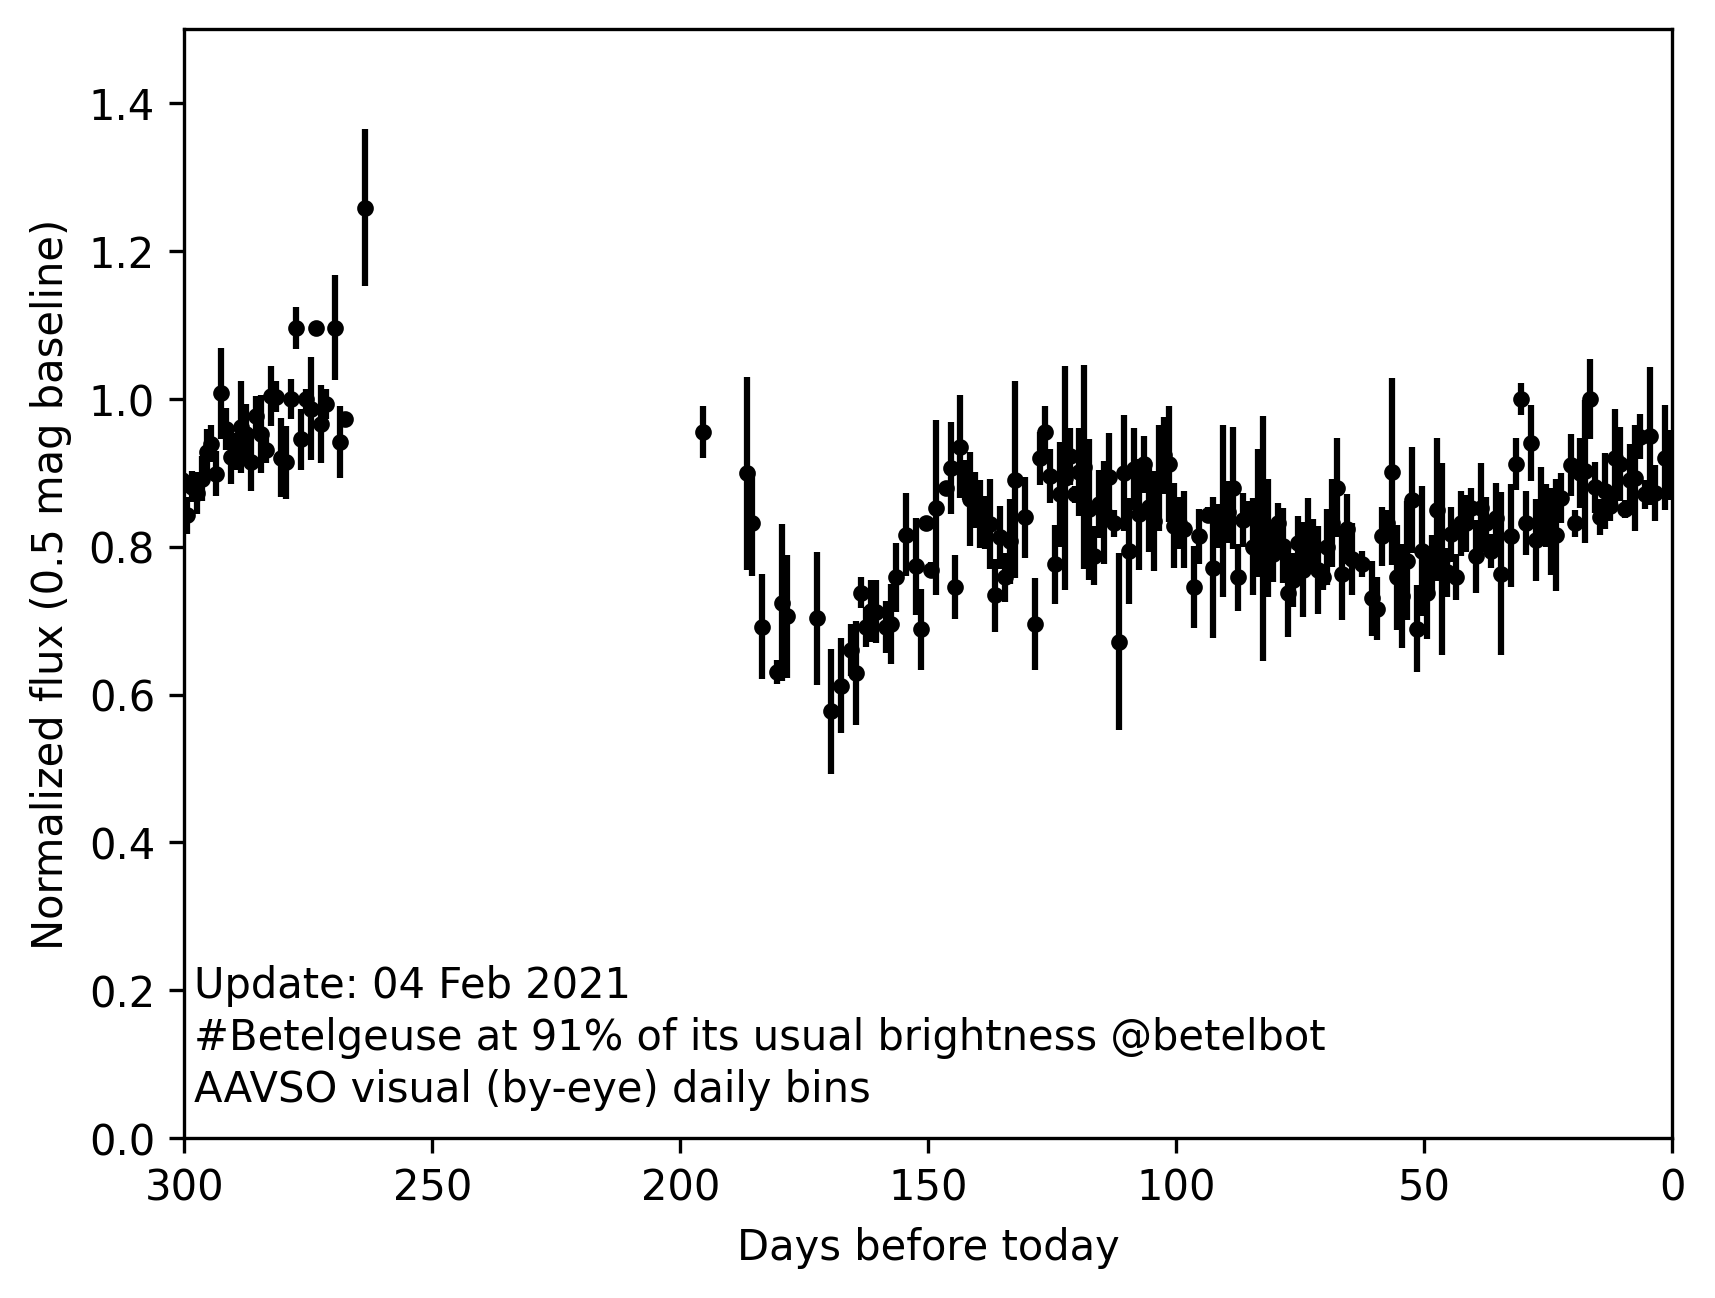 Normalized flux (0.5 mag baseline)
1.4
1.2
1.0
0.8
0.6
0.4
0.2
0.0
Update: 04 Feb 2021
#Betelgeuse at 91% of its usual brightness @betelbot
AAVSO visual (by-eye) daily bins
300 250 200 150 100 50 0
Days before today